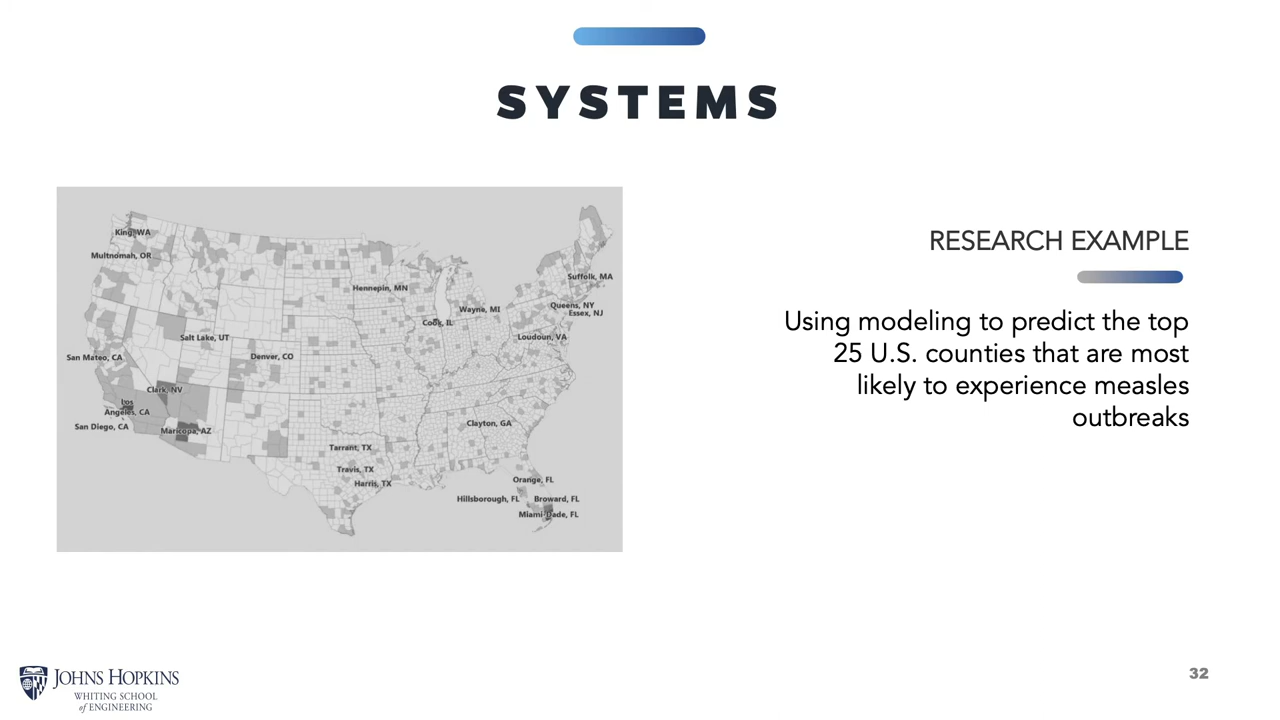 SYSTEMS
King, WA
Multnomah, OR
Hennepin, MN
Suffolk, MA
Queens, NY
Essex, NJ
Wayne, MI
Cook, IL
Loudoun, VA
Salt Lake, UT
San Mateo, CA
Denver, CO
Clark, NV
Los
Angeles, CA
San Diego, CA
Maricopa, AZ
Clayton, GA
Tarrant, TX
Travis, TX
Harris, TX
Orange, FL
Hillsborough, FL
Broward, FL
Miami-Dade, FL
RESEARCH EXAMPLE
Using modeling to predict the top
25 U.S. counties that are most
likely to experience measles
outbreaks
JOHNS HOPKINS
WHITING SCHOOL
of ENGINEERING
32